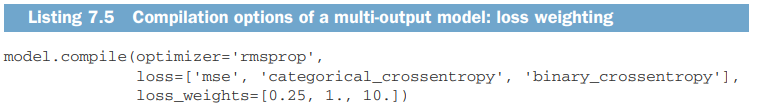 Listing 7.5 Compilation options of a multi-output model: loss weighting
model.compile(optimizer='rmsprop',
loss=['mse', 'categorical_crossentropy', 'binary_crossentropy'],
loss_weights=[0.25, 1., 10.])